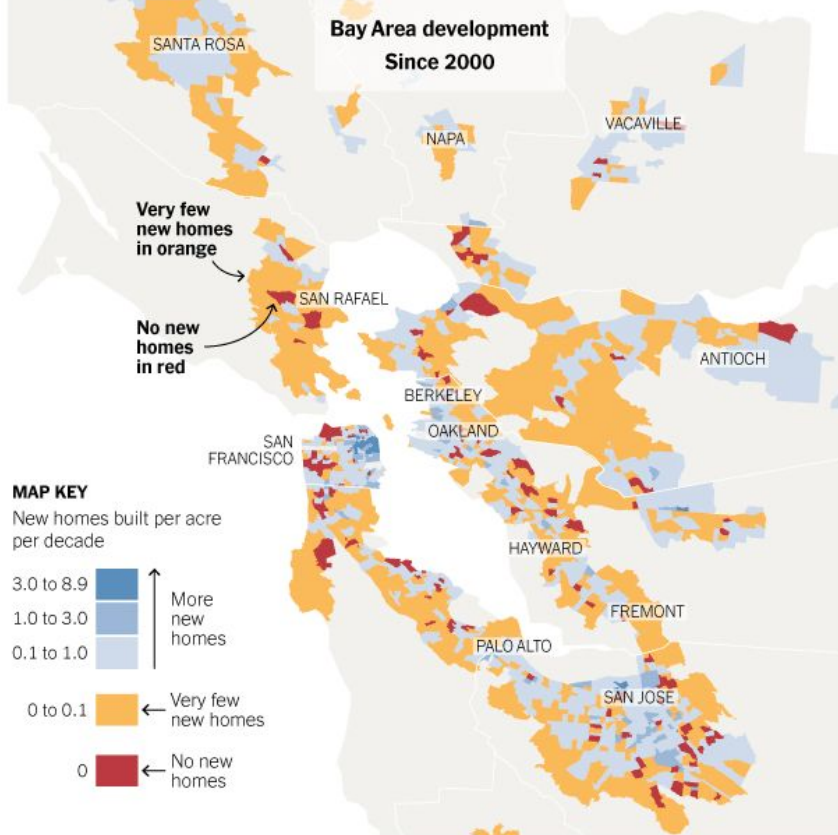 Bay Area development
Since 2000
SANTA ROSA
NAPA
VACAVILLE
Very few
new homes
in orange
SAN RAFAEL
No new
homes
in red
ANTIOCH
BERKELEY
OAKLAND
SAN
FRANCISCO
HAYWARD
FREMONT
PALO ALTO
SAN JOSE
MAP KEY
New homes built per acre
per decade
3.0 to 8.9
1.0 to 3.0
0.1 to 1.0
More
new
homes
0 to 0.1
Very few
new homes
0
No new
homes